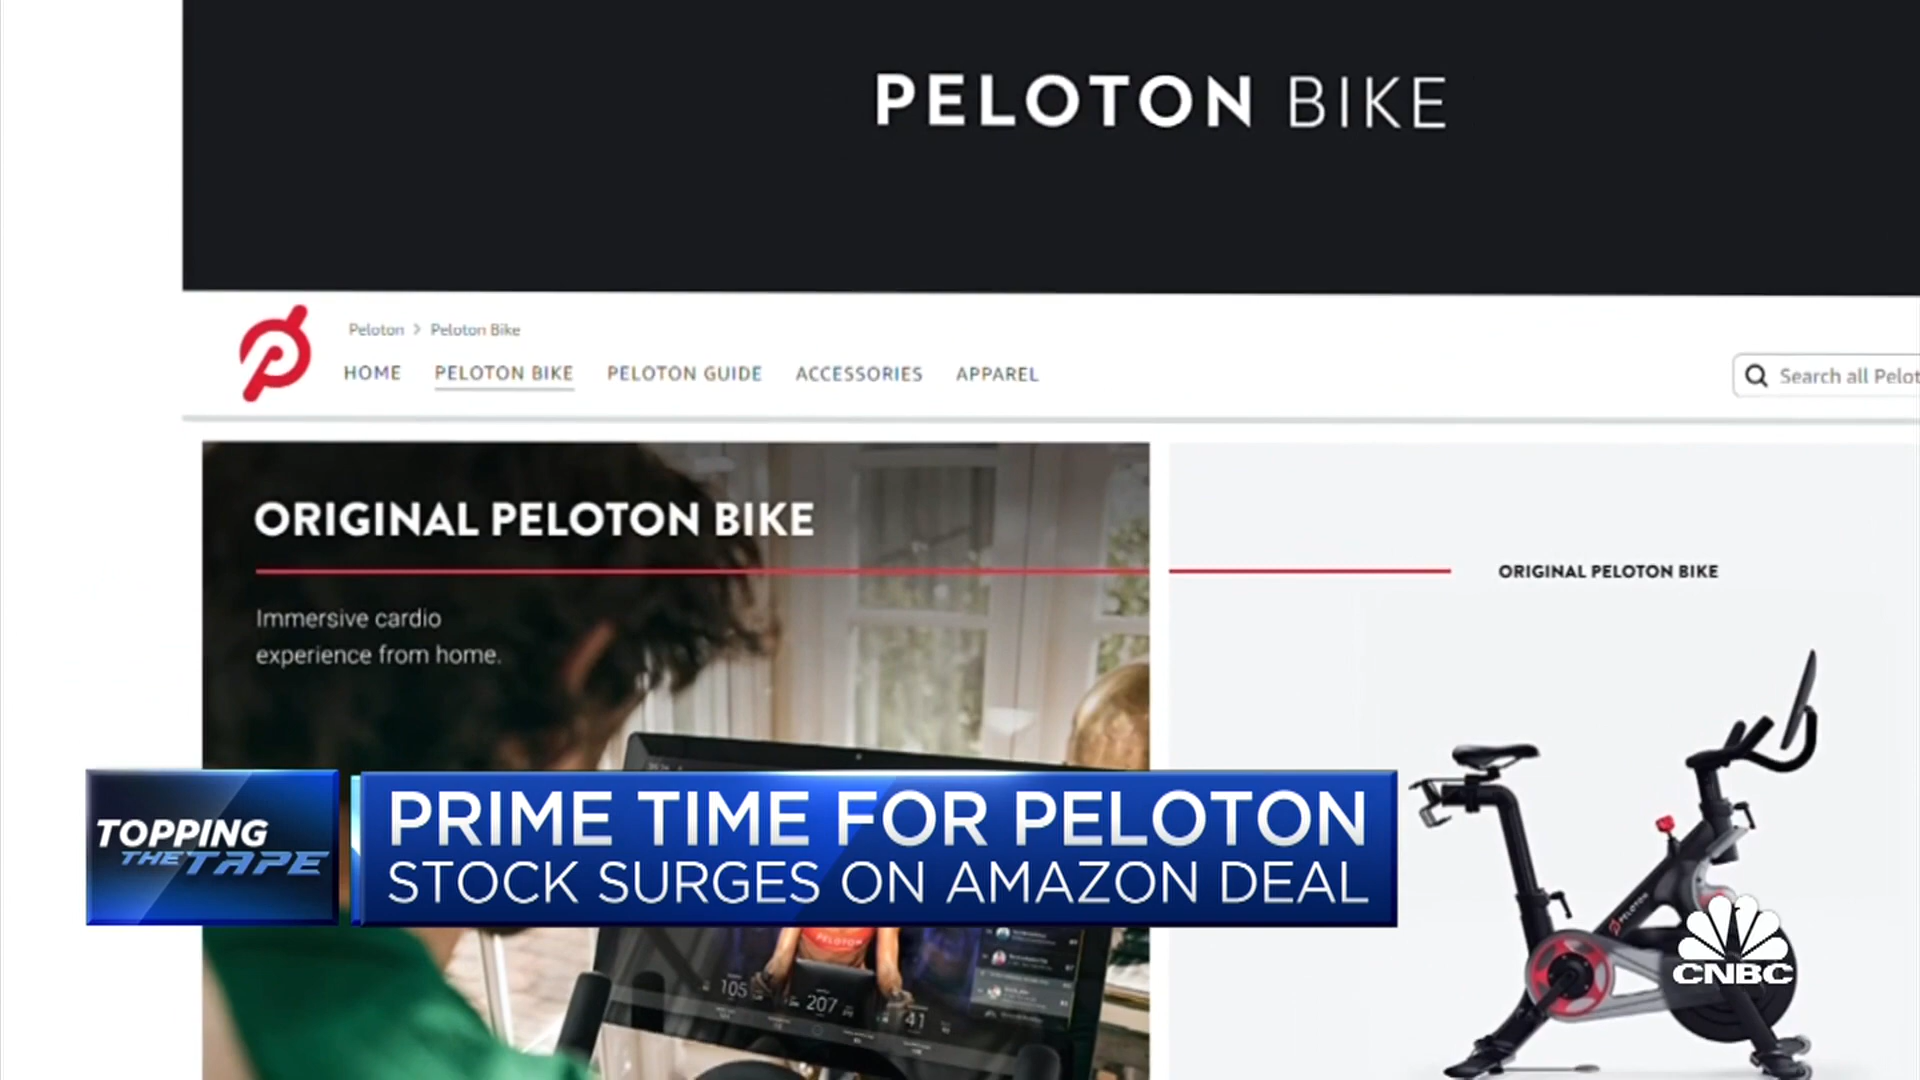 PELOTON BIKE
Peloton > Peloton Bike
HOME PELOTON BIKE PELOTON GUIDE ACCESSORIES APPAREL
Search all Pelot
ORIGINAL PELOTON BIKE
Immersive cardio
experience from home.
ORIGINAL PELOTON BIKE
TOPPING
THE TAPE
PRIME TIME FOR PELOTON
STOCK SURGES ON AMAZON DEAL
PELOTON
PELOTON
105
207
41
CNBC